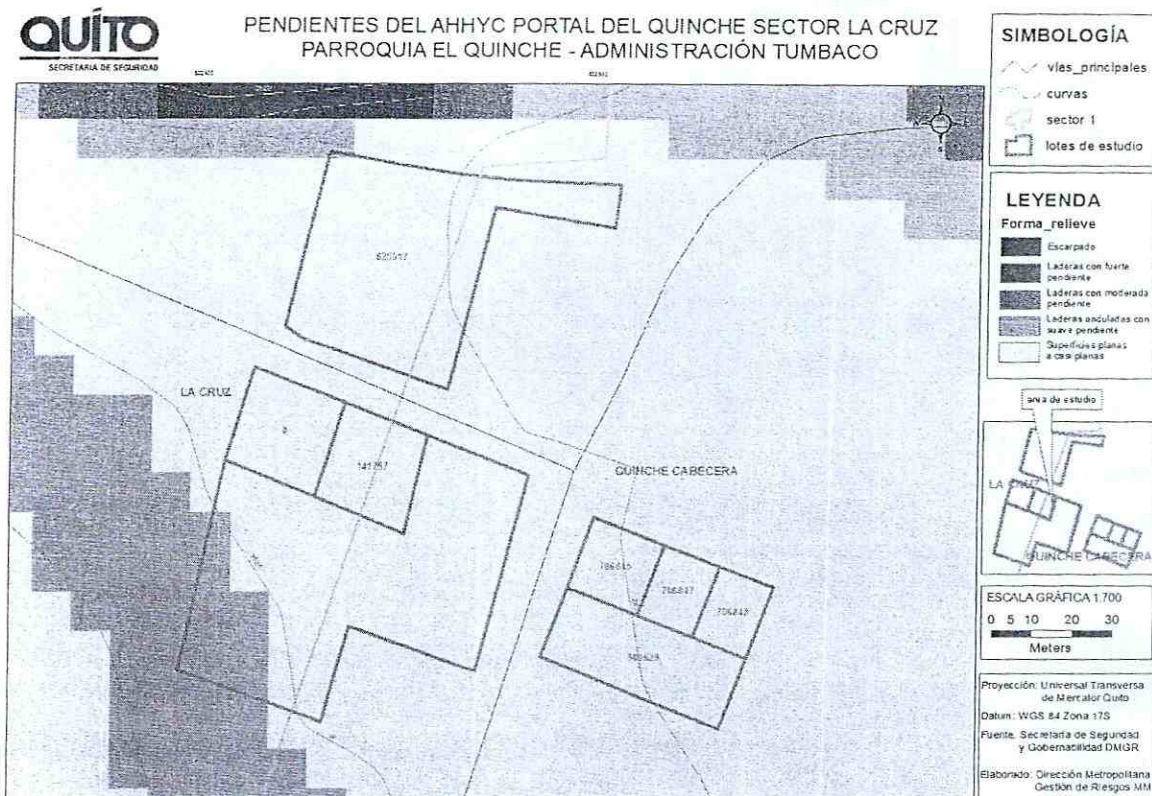 QUÍTO
SECRETARÍA DE SEGURIDAD
PENDIENTES DEL AHHYC PORTAL DEL QUINCHE SECTOR LA CRUZ
PARROQUIA EL QUINCHE - ADMINISTRACIÓN TUMBACO
SIMBOLOGÍA
vías_principales
curvas
sector 1
lotes de estudio
LEYENDA
Forma_relieve
Escarpado
Laderas con fuerte
pendiente
Laderas con moderada
pendiente
Laderas onduladas con
suave pendiente
Superficies planas
a casi planas
LA CRUZ
QUINCHE CABECERA
area de estudio
LA CRUZ
QUINCHE CABECERA
ESCALA GRÁFICA 1:700
0 5 10 20 30
Meters
Proyección: Universal Transversa
de Mercator Quito
Datum: WGS 84 Zona 17S
Fuente: Secretaría de Seguridad
y Gobernabilidad DMGR
Elaborado: Dirección Metropolitana
Gestión de Riesgos MM